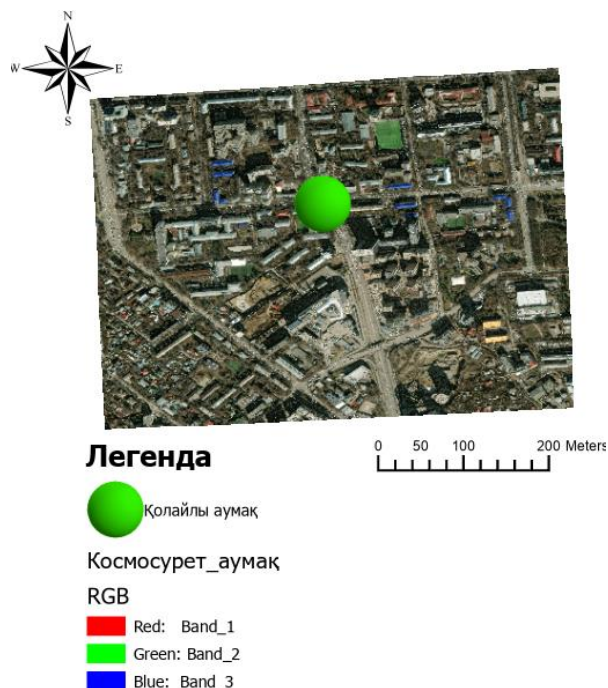 N
W
E
S
Легенда
0 50 100 200 Meters
Қолайлы аумақ
Космосурет_аумақ
RGB
Red: Band_1
Green: Band_2
Blue: Band_3